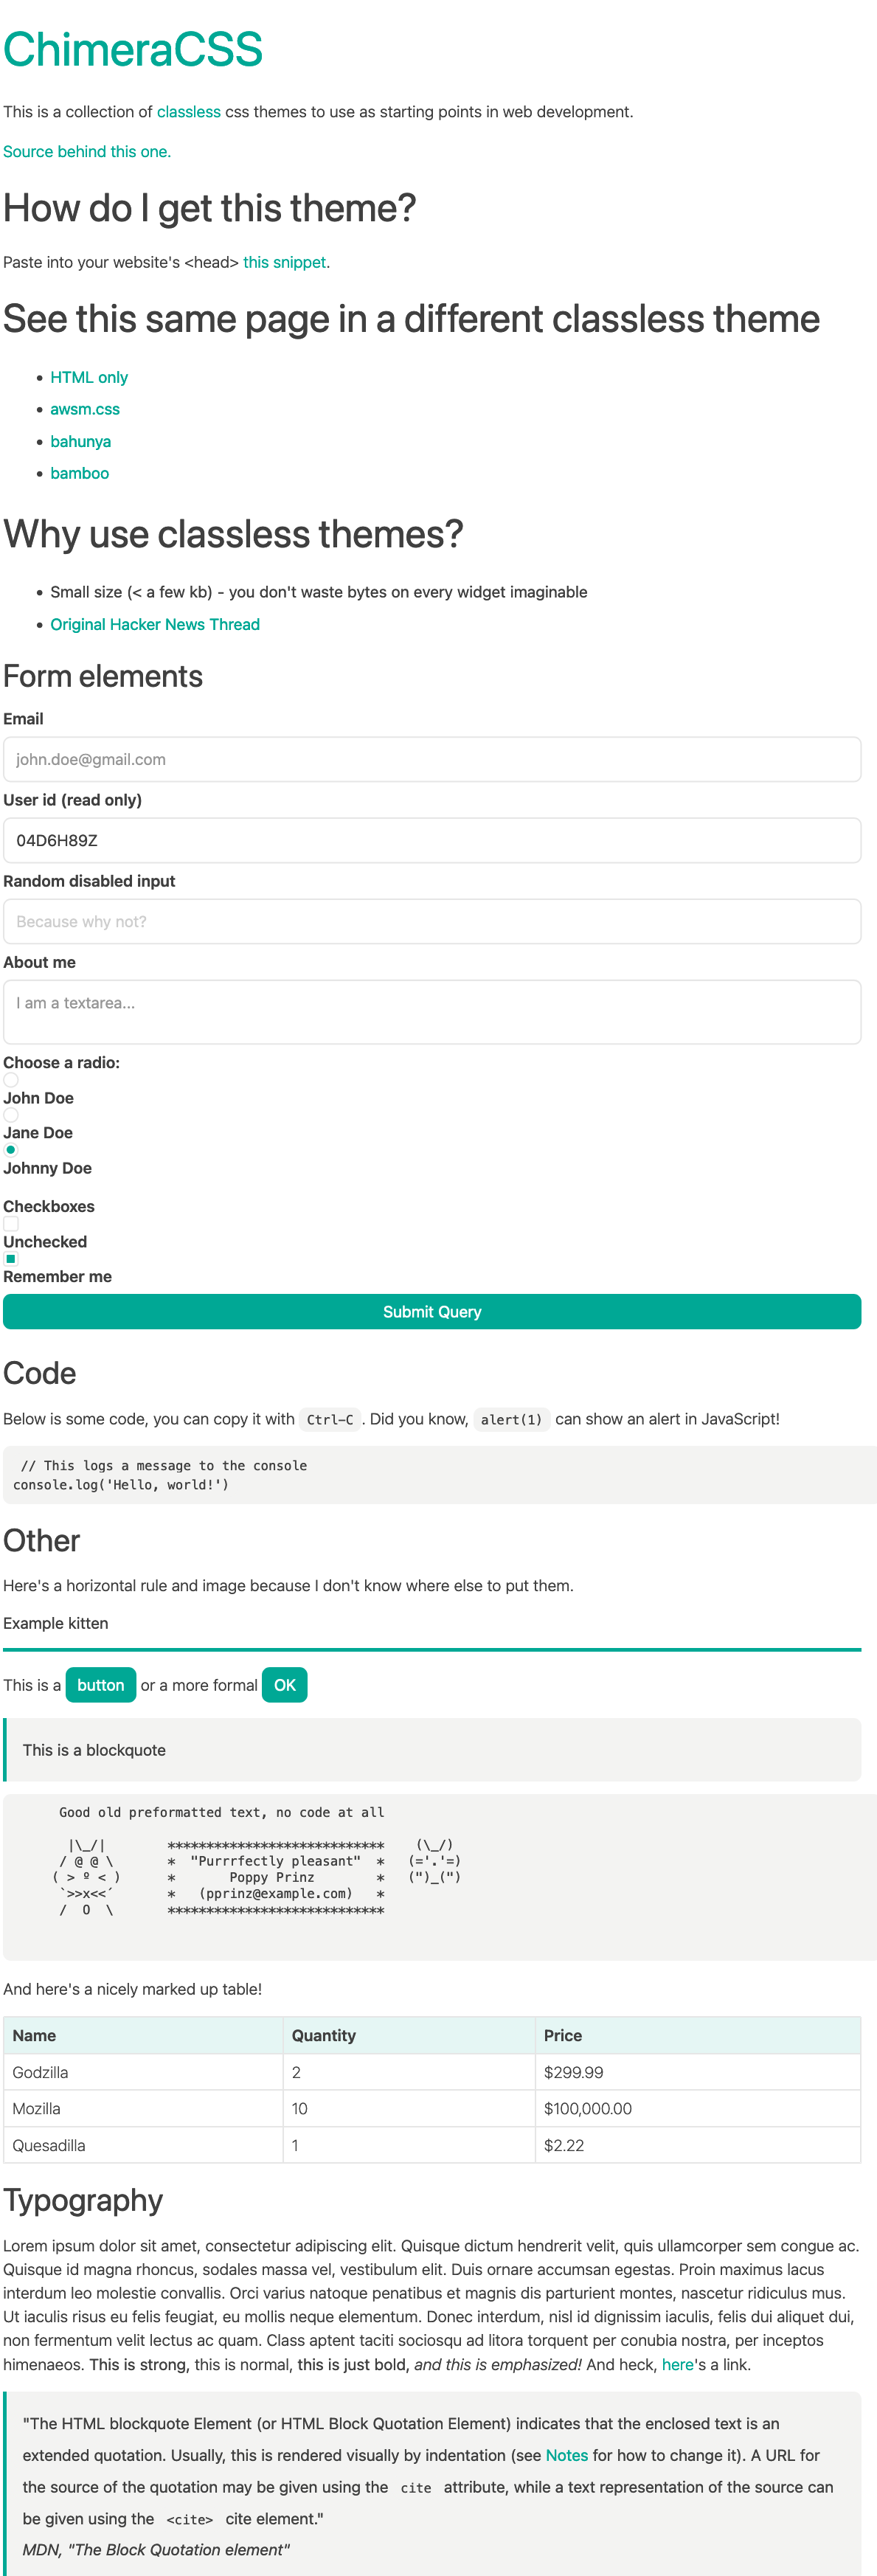 ChimeraCSS
This is a collection of classless css themes to use as starting points in web development.
Source behind this one.
How do I get this theme?
Paste into your website's <head> this snippet.
See this same page in a different classless theme
• HTML only
• awsm.css
• bahunya
• bamboo
Why use classless themes?
• Small size (< a few kb) - you don't waste bytes on every widget imaginable
• Original Hacker News Thread
Form elements
Email
john.doe@gmail.com
User id (read only)
04D6H89Z
Random disabled input
Because why not?
About me
I am a textarea...
Choose a radio:
John Doe
Jane Doe
Johnny Doe
Checkboxes
Unchecked
Remember me
Submit Query
Code
Below is some code, you can copy it with Ctrl-C. Did you know, alert(1) can show an alert in JavaScript!
// This logs a message to the console
console.log('Hello, world!')
Other
Here's a horizontal rule and image because I don't know where else to put them.
Example kitten
This is a button or a more formal OK
This is a blockquote
Good old preformatted text, no code at all
 |\_/|        ****************************    (\_/)
/ @ @ \       *  "Purrrfectly pleasant"  *   (='.'=)
( > º < )      *       Poppy Prinz        *   (")_(")
 `>>x<<´       *   (pprinz@example.com)   *
 /  O  \       ****************************
And here's a nicely marked up table!
Name Quantity Price
Godzilla 2 $299.99
Mozilla 10 $100,000.00
Quesadilla 1 $2.22
Typography
Lorem ipsum dolor sit amet, consectetur adipiscing elit. Quisque dictum hendrerit velit, quis ullamcorper sem congue ac.
Quisque id magna rhoncus, sodales massa vel, vestibulum elit. Duis ornare accumsan egestas. Proin maximus lacus
interdum leo molestie convallis. Orci varius natoque penatibus et magnis dis parturient montes, nascetur ridiculus mus.
Ut iaculis risus eu felis feugiat, eu mollis neque elementum. Donec interdum, nisl id dignissim iaculis, felis dui aliquet dui,
non fermentum velit lectus ac quam. Class aptent taciti sociosqu ad litora torquent per conubia nostra, per inceptos
himenaeos. This is strong, this is normal, this is just bold, and this is emphasized! And heck, here's a link.
"The HTML blockquote Element (or HTML Block Quotation Element) indicates that the enclosed text is an
extended quotation. Usually, this is rendered visually by indentation (see Notes for how to change it). A URL for
the source of the quotation may be given using the cite attribute, while a text representation of the source can
be given using the <cite> cite element."
MDN, "The Block Quotation element"